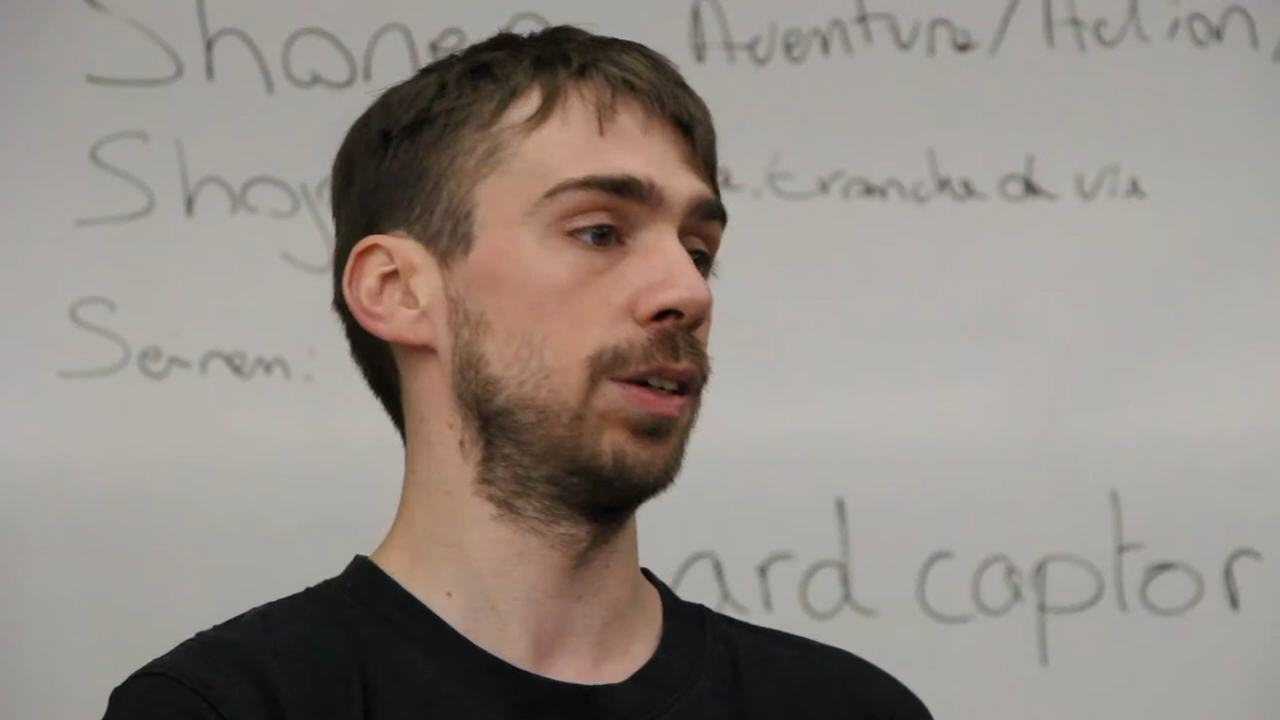 Shonen Aventure/Action,
Shoj e. tranche de vie
Seinen:
ard captor